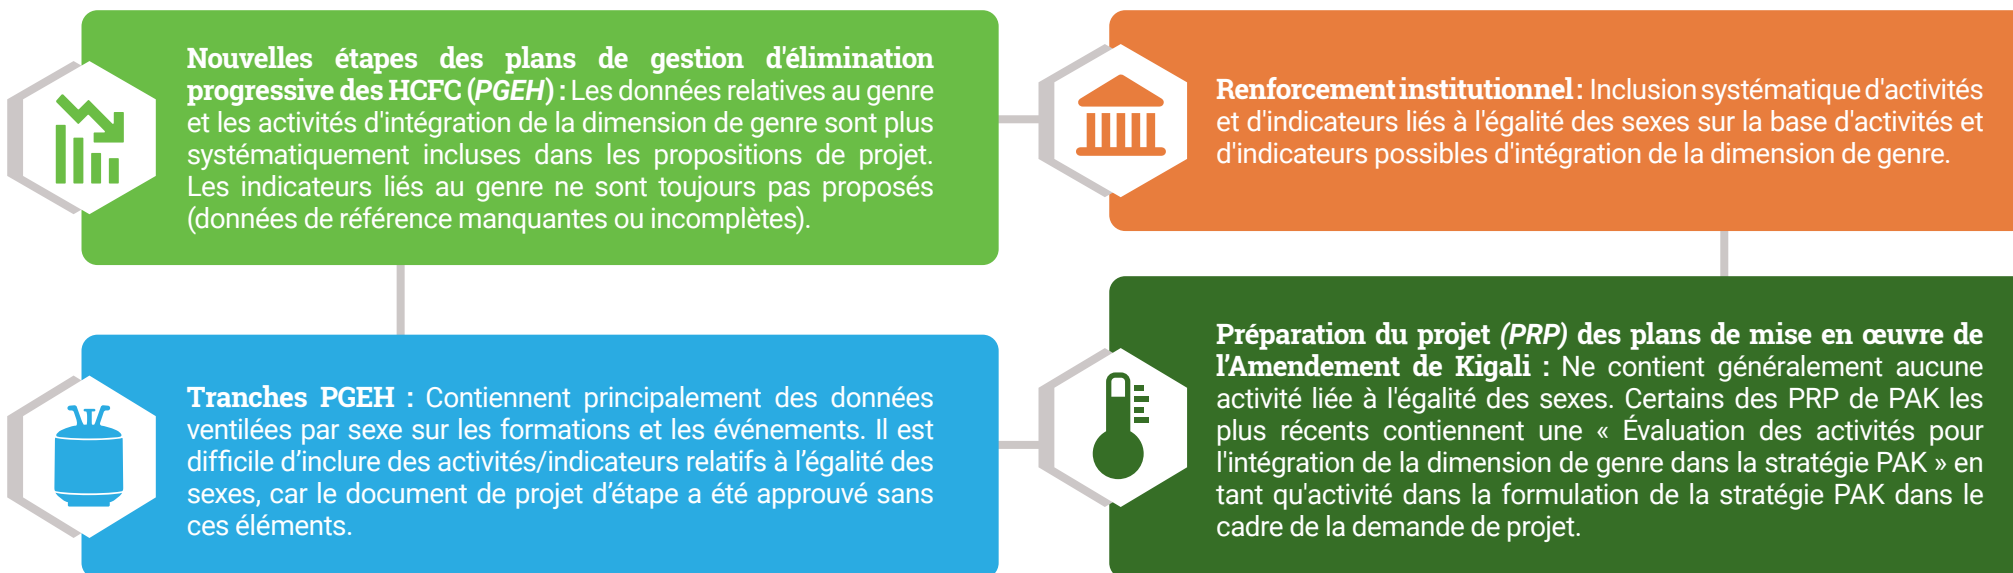 Nouvelles étapes des plans de gestion d'élimination
progressive des HCFC (PGEH) : Les données relatives au genre
et les activités d'intégration de la dimension de genre sont plus
systématiquement incluses dans les propositions de projet.
Les indicateurs liés au genre ne sont toujours pas proposés
(données de référence manquantes ou incomplètes).
Renforcement institutionnel : Inclusion systématique d'activités
et d'indicateurs liés à l'égalité des sexes sur la base d'activités et
d'indicateurs possibles d'intégration de la dimension de genre.
Tranches PGEH : Contiennent principalement des données
ventilées par sexe sur les formations et les événements. Il est
difficile d’inclure des activités/indicateurs relatifs à l’égalité des
sexes, car le document de projet d’étape a été approuvé sans
ces éléments.
Préparation du projet (PRP) des plans de mise en œuvre de
l’Amendement de Kigali : Ne contient généralement aucune
activité liée à l'égalité des sexes. Certains des PRP de PAK les
plus récents contiennent une « Évaluation des activités pour
l'intégration de la dimension de genre dans la stratégie PAK » en
tant qu'activité dans la formulation de la stratégie PAK dans le
cadre de la demande de projet.